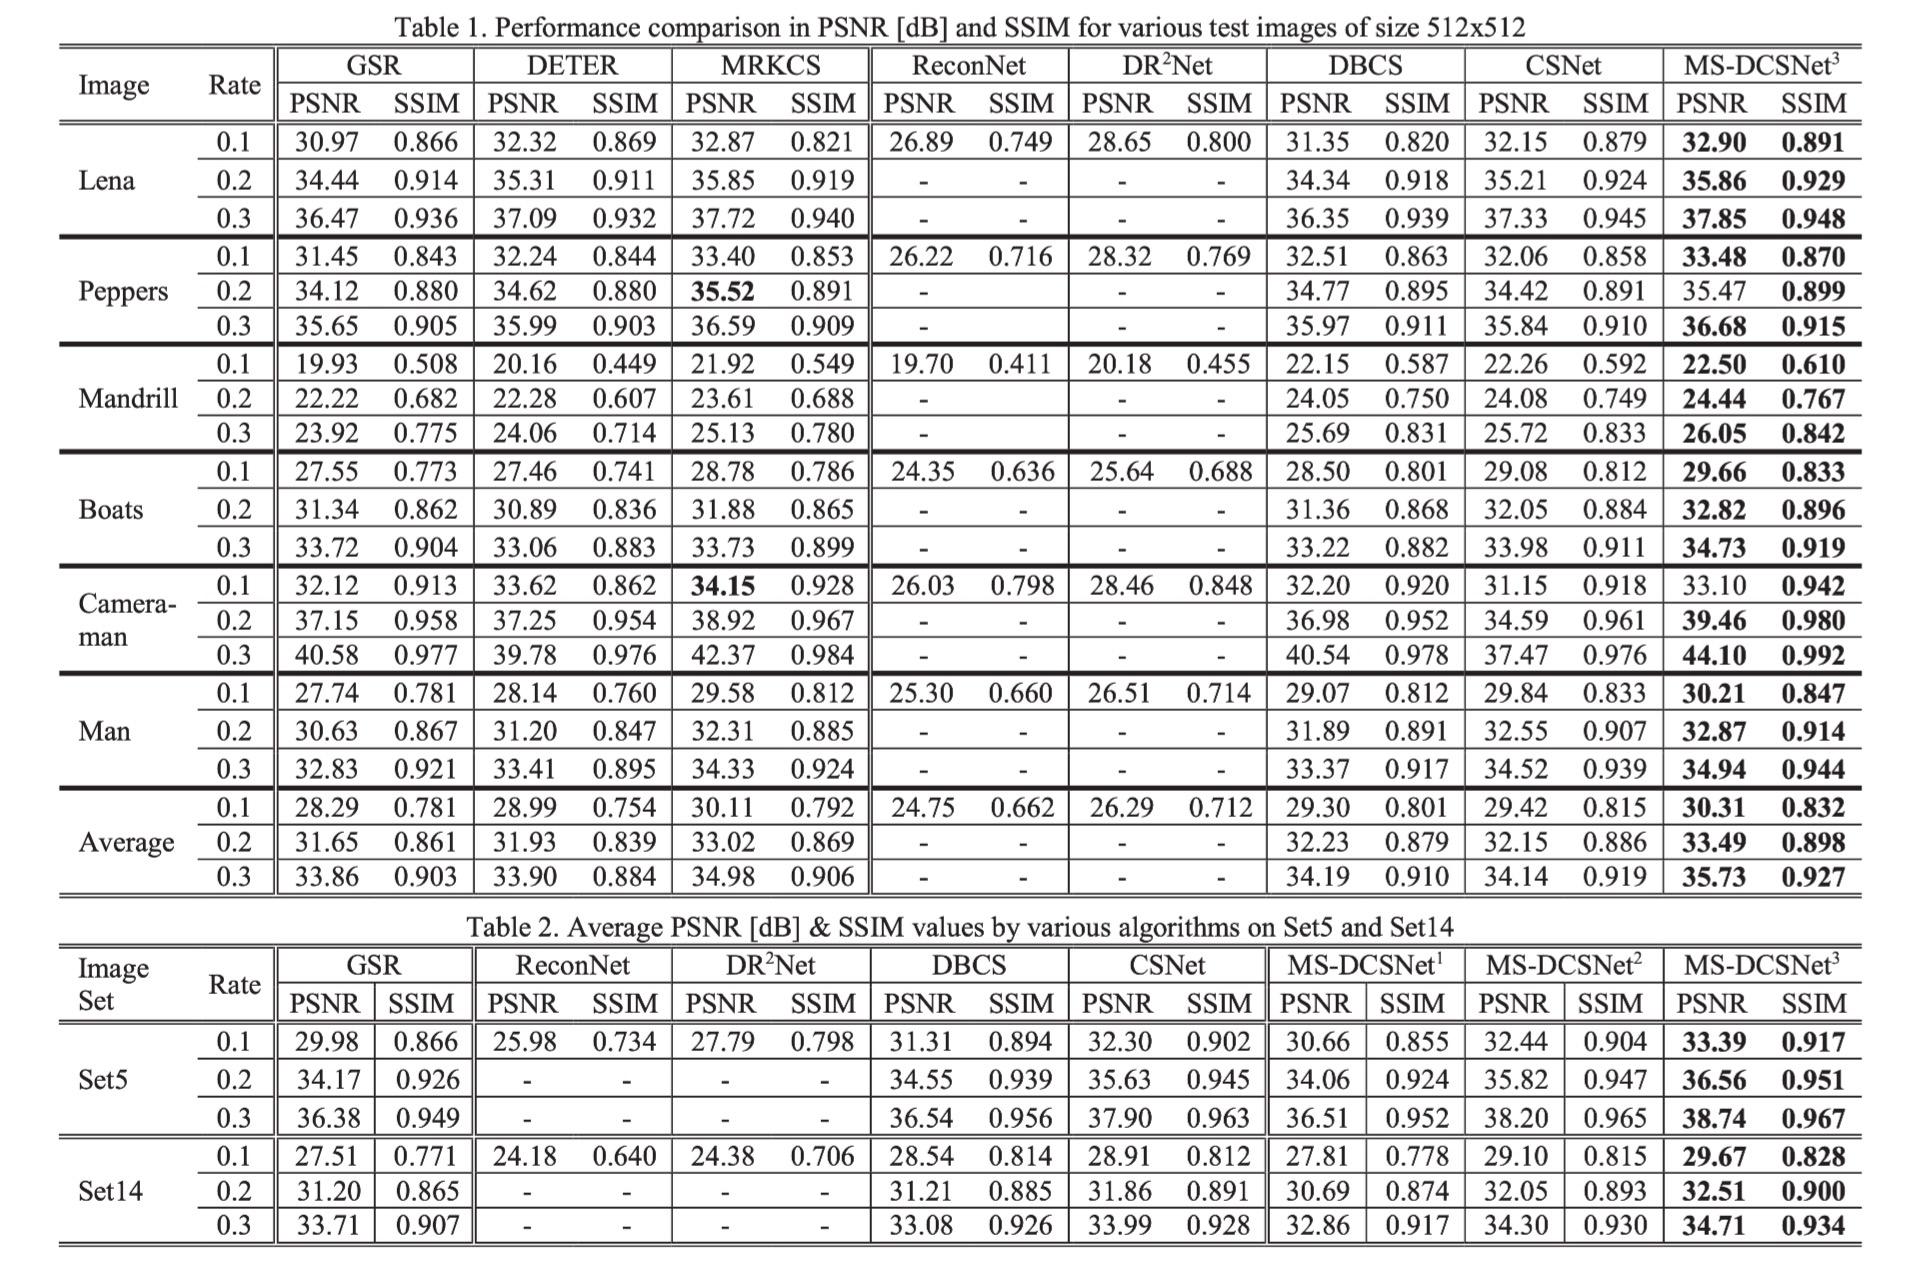 Table 1. Performance comparison in PSNR [dB] and SSIM for various test images of size 512x512
Image Rate GSR DETER MRKCS ReconNet DR²Net DBCS CSNet MS-DCSNet³
PSNR SSIM PSNR SSIM PSNR SSIM PSNR SSIM PSNR SSIM PSNR SSIM PSNR SSIM PSNR SSIM
Lena 0.1 30.97 0.866 32.32 0.869 32.87 0.821 26.89 0.749 28.65 0.800 31.35 0.820 32.15 0.879 32.90 0.891
0.2 34.44 0.914 35.31 0.911 35.85 0.919 - - - - 34.34 0.918 35.21 0.924 35.86 0.929
0.3 36.47 0.936 37.09 0.932 37.72 0.940 - - - - 36.35 0.939 37.33 0.945 37.85 0.948
Peppers 0.1 31.45 0.843 32.24 0.844 33.40 0.853 26.22 0.716 28.32 0.769 32.51 0.863 32.06 0.858 33.48 0.870
0.2 34.12 0.880 34.62 0.880 35.52 0.891 - - - 34.77 0.895 34.42 0.891 35.47 0.899
0.3 35.65 0.905 35.99 0.903 36.59 0.909 - - - 35.97 0.911 35.84 0.910 36.68 0.915
Mandrill 0.1 19.93 0.508 20.16 0.449 21.92 0.549 19.70 0.411 20.18 0.455 22.15 0.587 22.26 0.592 22.50 0.610
0.2 22.22 0.682 22.28 0.607 23.61 0.688 - - - 24.05 0.750 24.08 0.749 24.44 0.767
0.3 23.92 0.775 24.06 0.714 25.13 0.780 - - - 25.69 0.831 25.72 0.833 26.05 0.842
Boats 0.1 27.55 0.773 27.46 0.741 28.78 0.786 24.35 0.636 25.64 0.688 28.50 0.801 29.08 0.812 29.66 0.833
0.2 31.34 0.862 30.89 0.836 31.88 0.865 - - - - 31.36 0.868 32.05 0.884 32.82 0.896
0.3 33.72 0.904 33.06 0.883 33.73 0.899 - - - - 33.22 0.882 33.98 0.911 34.73 0.919
Camera-
man 0.1 32.12 0.913 33.62 0.862 34.15 0.928 26.03 0.798 28.46 0.848 32.20 0.920 31.15 0.918 33.10 0.942
0.2 37.15 0.958 37.25 0.954 38.92 0.967 - - - - 36.98 0.952 34.59 0.961 39.46 0.980
0.3 40.58 0.977 39.78 0.976 42.37 0.984 - - - - 40.54 0.978 37.47 0.976 44.10 0.992
Man 0.1 27.74 0.781 28.14 0.760 29.58 0.812 25.30 0.660 26.51 0.714 29.07 0.812 29.84 0.833 30.21 0.847
0.2 30.63 0.867 31.20 0.847 32.31 0.885 - - - - 31.89 0.891 32.55 0.907 32.87 0.914
0.3 32.83 0.921 33.41 0.895 34.33 0.924 - - - - 33.37 0.917 34.52 0.939 34.94 0.944
Average 0.1 28.29 0.781 28.99 0.754 30.11 0.792 24.75 0.662 26.29 0.712 29.30 0.801 29.42 0.815 30.31 0.832
0.2 31.65 0.861 31.93 0.839 33.02 0.869 - - - - 32.23 0.879 32.15 0.886 33.49 0.898
0.3 33.86 0.903 33.90 0.884 34.98 0.906 - - - - 34.19 0.910 34.14 0.919 35.73 0.927
Table 2. Average PSNR [dB] & SSIM values by various algorithms on Set5 and Set14
Image
Set Rate GSR ReconNet DR²Net DBCS CSNet MS-DCSNet¹ MS-DCSNet² MS-DCSNet³
PSNR SSIM PSNR SSIM PSNR SSIM PSNR SSIM PSNR SSIM PSNR SSIM PSNR SSIM PSNR SSIM
Set5 0.1 29.98 0.866 25.98 0.734 27.79 0.798 31.31 0.894 32.30 0.902 30.66 0.855 32.44 0.904 33.39 0.917
0.2 34.17 0.926 - - - - 34.55 0.939 35.63 0.945 34.06 0.924 35.82 0.947 36.56 0.951
0.3 36.38 0.949 - - - - 36.54 0.956 37.90 0.963 36.51 0.952 38.20 0.965 38.74 0.967
Set14 0.1 27.51 0.771 24.18 0.640 24.38 0.706 28.54 0.814 28.91 0.812 27.81 0.778 29.10 0.815 29.67 0.828
0.2 31.20 0.865 - - - - 31.21 0.885 31.86 0.891 30.69 0.874 32.05 0.893 32.51 0.900
0.3 33.71 0.907 - - - - 33.08 0.926 33.99 0.928 32.86 0.917 34.30 0.930 34.71 0.934